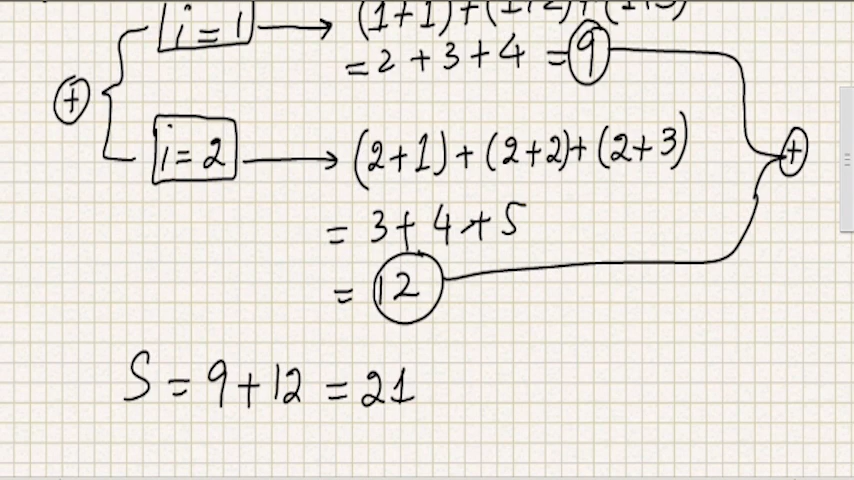 i = 1 → (1+1)+(1+2)+(1+3)
= 2 + 3 + 4 = 9
+
i = 2 → (2+1) + (2+2) + (2+3)
+
= 3 + 4 + 5
= 12
S = 9 + 12 = 21